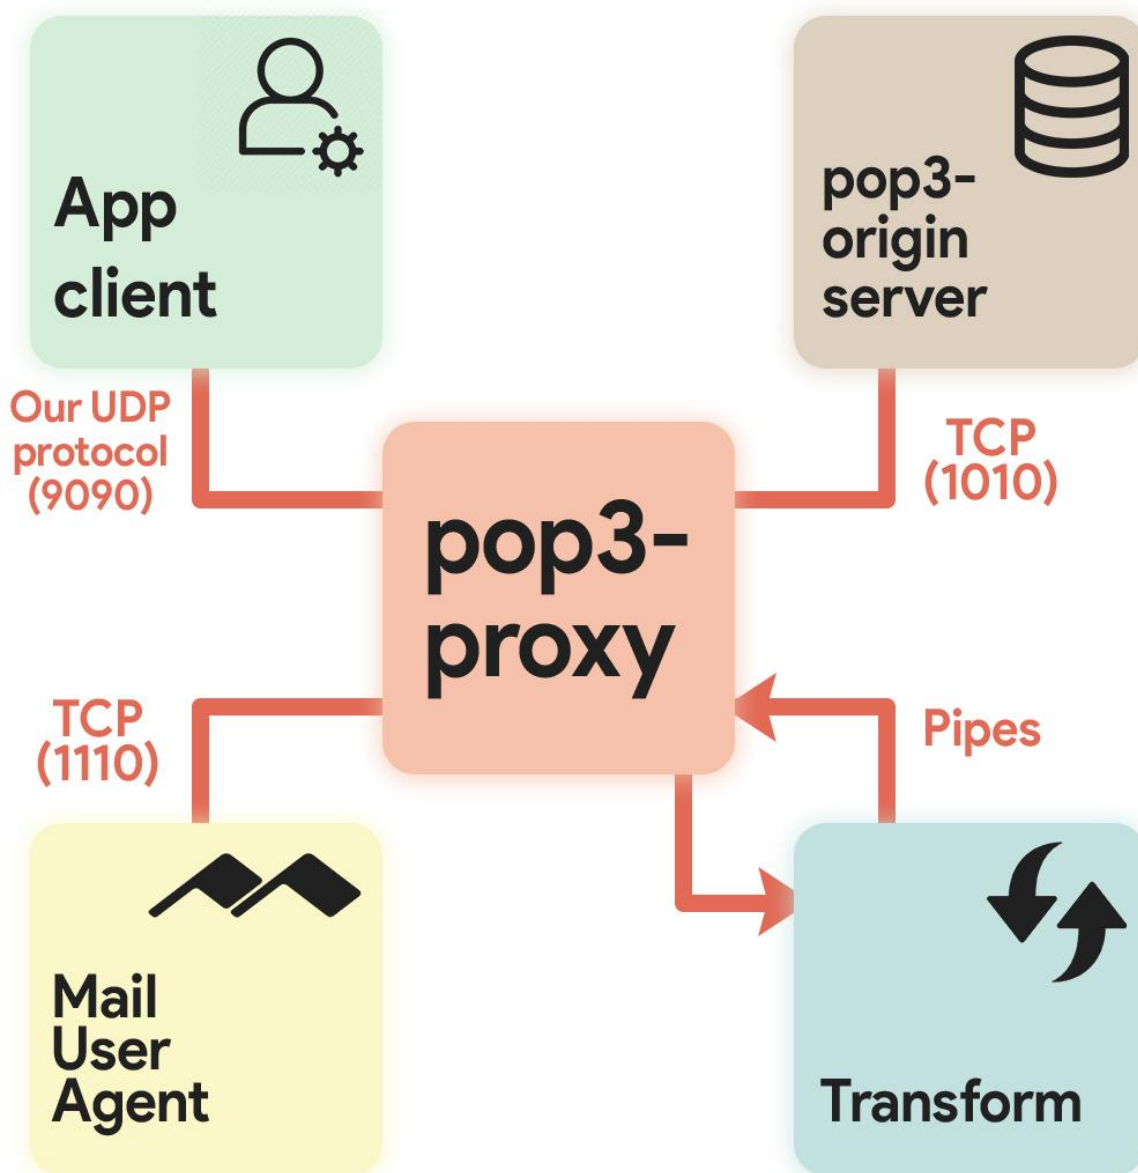 App
client
pop3-
origin
server
Our UDP
protocol
(9090)
TCP
(1010)
pop3-
proxy
TCP
(1110)
Pipes
Mail
User
Agent
Transform